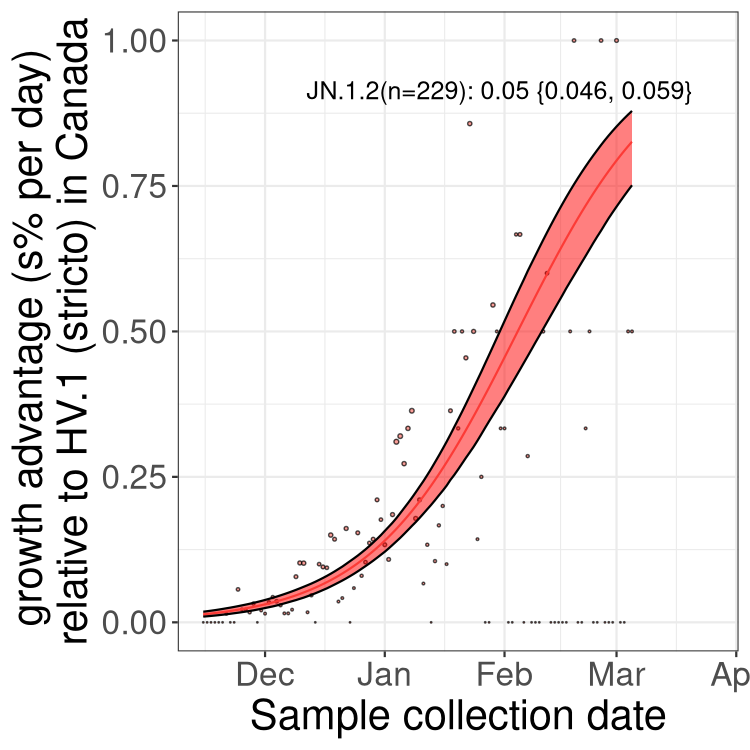 growth advantage (s% per day)
relative to HV.1 (stricto) in Canada
1.00
0.75
0.50
0.25
0.00
JN.1.2(n=229): 0.05 {0.046, 0.059}
Dec
Jan
Feb
Mar
Ap
Sample collection date